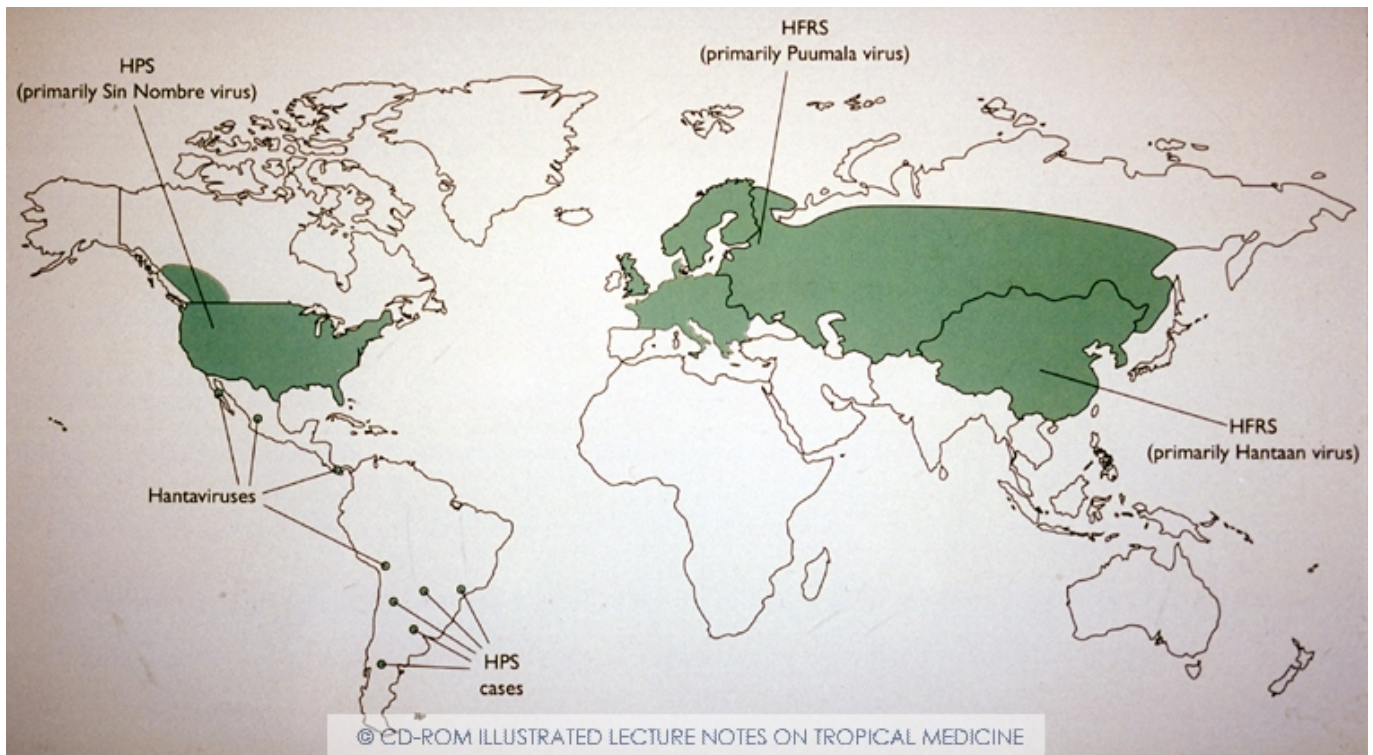 HFRS
(primarily Puumala virus)
HPS
(primarily Sin Nombre virus)
HFRS
(primarily Hantaan virus)
Hantaviruses
HPS
cases
© CD-ROM ILLUSTRATED LECTURE NOTES ON TROPICAL MEDICINE